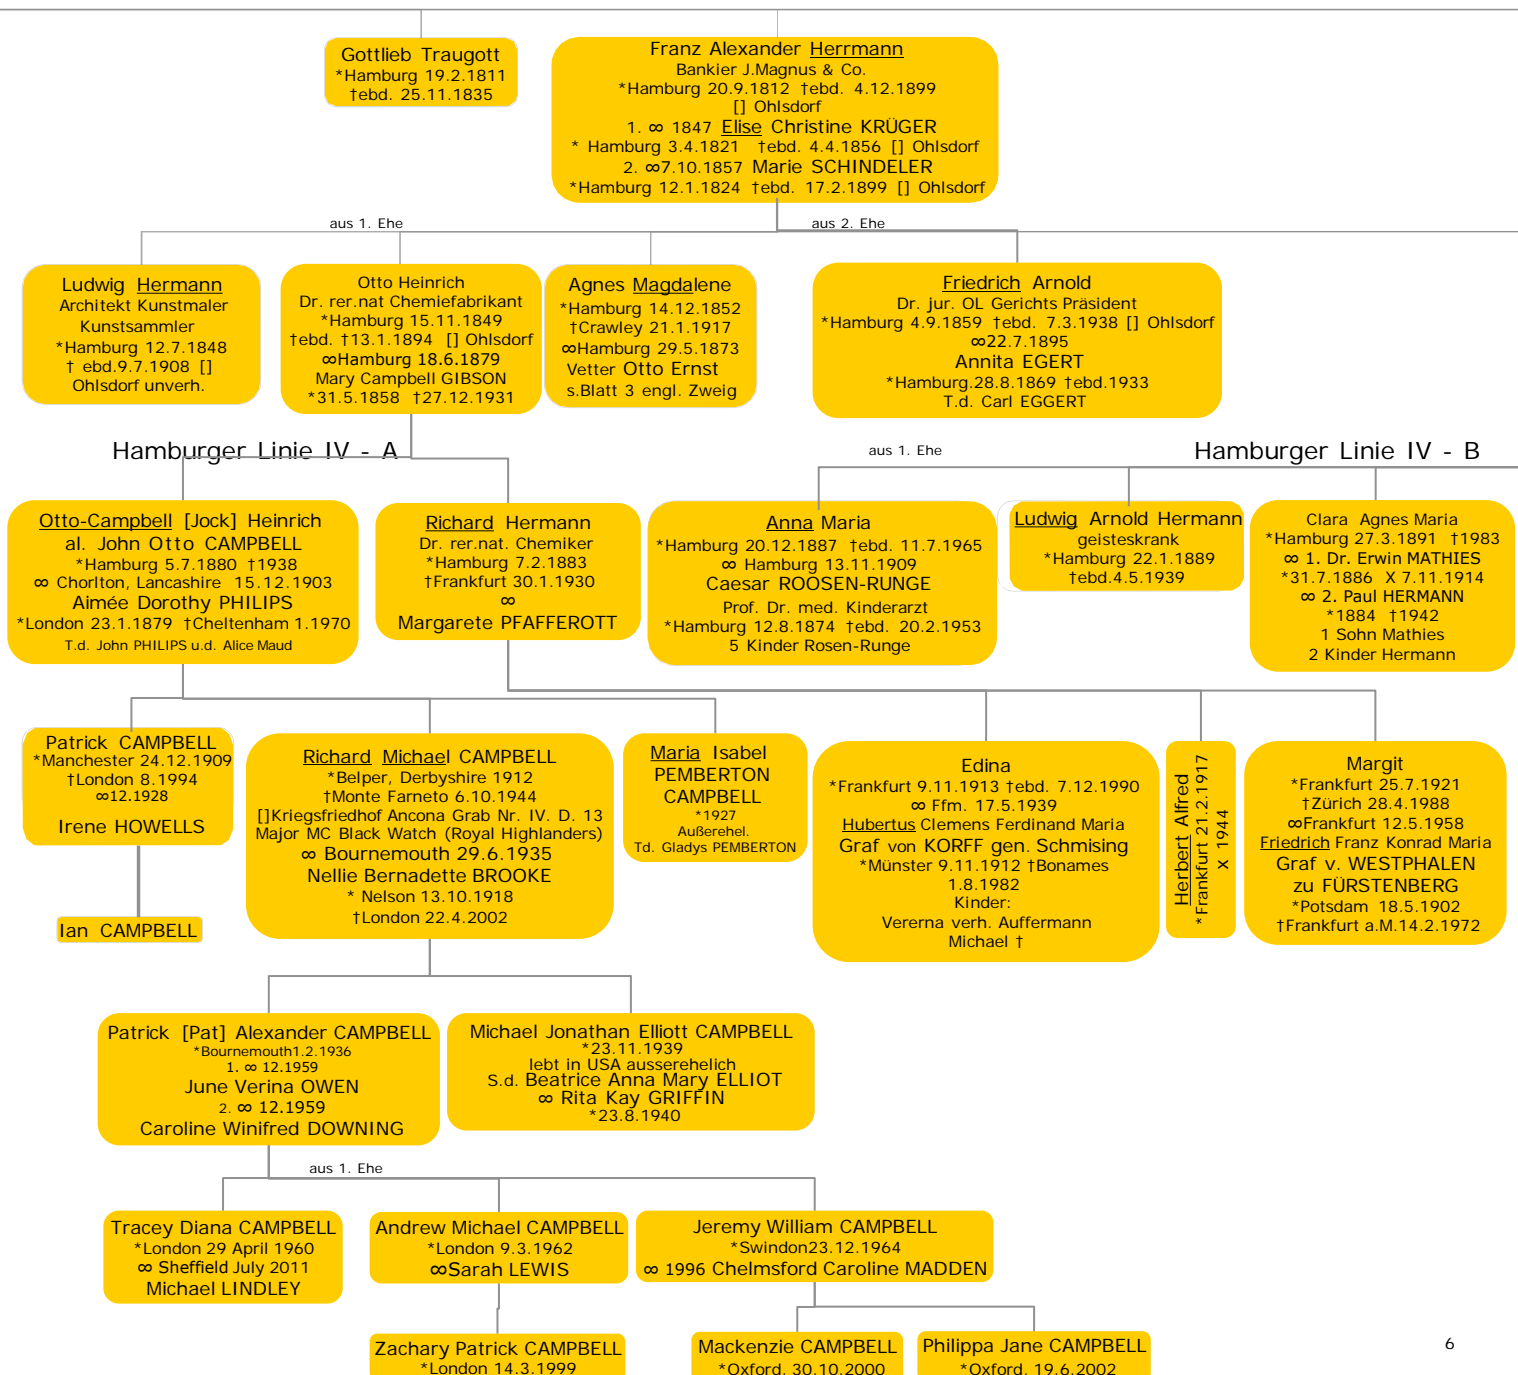 Gottlieb Traugott
*Hamburg 19.2.1811
†ebd. 25.11.1835
Franz Alexander Herrmann
Bankier J.Magnus & Co.
*Hamburg 20.9.1812 †ebd. 4.12.1899
[] Ohlsdorf
1. ∞ 1847 Elise Christine KRÜGER
* Hamburg 3.4.1821 †ebd. 4.4.1856 [] Ohlsdorf
2. ∞7.10.1857 Marie SCHINDELER
*Hamburg 12.1.1824 †ebd. 17.2.1899 [] Ohlsdorf
aus 1. Ehe
aus 2. Ehe
Ludwig Hermann
Architekt Kunstmaler
Kunstsammler
*Hamburg 12.7.1848
† ebd.9.7.1908 []
Ohlsdorf unverh.
Otto Heinrich
Dr. rer.nat Chemiefabrikant
*Hamburg 15.11.1849
†ebd. †13.1.1894 [] Ohlsdorf
∞Hamburg 18.6.1879
Mary Campbell GIBSON
*31.5.1858 †27.12.1931
Agnes Magdalene
*Hamburg 14.12.1852
†Crawley 21.1.1917
∞Hamburg 29.5.1873
Vetter Otto Ernst
s.Blatt 3 engl. Zweig
Friedrich Arnold
Dr. jur. OL Gerichts Präsident
*Hamburg 4.9.1859 †ebd. 7.3.1938 [] Ohlsdorf
∞22.7.1895
Annita EGERT
*Hamburg.28.8.1869 †ebd.1933
T.d. Carl EGGERT
Hamburger Linie IV - A
aus 1. Ehe
Hamburger Linie IV - B
Otto-Campbell [Jock] Heinrich
al. John Otto CAMPBELL
*Hamburg 5.7.1880 †1938
∞ Chorlton, Lancashire 15.12.1903
Aimée Dorothy PHILIPS
*London 23.1.1879 †Cheltenham 1.1970
T.d. John PHILIPS u.d. Alice Maud
Richard Hermann
Dr. rer.nat. Chemiker
*Hamburg 7.2.1883
†Frankfurt 30.1.1930
∞
Margarete PFAFFEROTT
Anna Maria
*Hamburg 20.12.1887 †ebd. 11.7.1965
∞ Hamburg 13.11.1909
Caesar ROOSEN-RUNGE
Prof. Dr. med. Kinderarzt
*Hamburg 12.8.1874 †ebd. 20.2.1953
5 Kinder Rosen-Runge
Ludwig Arnold Hermann
geisteskrank
*Hamburg 22.1.1889
†ebd.4.5.1939
Clara Agnes Maria
*Hamburg 27.3.1891 †1983
∞ 1. Dr. Erwin MATHIES
*31.7.1886 X 7.11.1914
∞ 2. Paul HERMANN
*1884 †1942
1 Sohn Mathies
2 Kinder Hermann
Patrick CAMPBELL
*Manchester 24.12.1909
†London 8.1994
∞12.1928
Irene HOWELLS
Richard Michael CAMPBELL
*Belper, Derbyshire 1912
†Monte Farneto 6.10.1944
[]Kriegsfriedhof Ancona Grab Nr. IV. D. 13
Major MC Black Watch (Royal Highlanders)
∞ Bournemouth 29.6.1935
Nellie Bernadette BROOKE
* Nelson 13.10.1918
†London 22.4.2002
Maria Isabel
PEMBERTON
CAMPBELL
*1927
Außerehel.
Td. Gladys PEMBERTON
Edina
*Frankfurt 9.11.1913 †ebd. 7.12.1990
∞ Ffm. 17.5.1939
Hubertus Clemens Ferdinand Maria
Graf von KORFF gen. Schmising
*Münster 9.11.1912 †Bonames
1.8.1982
Kinder:
Vererna verh. Auffermann
Michael †
Herbert Alfred
*Frankfurt 21.2.1917
X 1944
Margit
*Frankfurt 25.7.1921
†Zürich 28.4.1988
∞Frankfurt 12.5.1958
Friedrich Franz Konrad Maria
Graf v. WESTPHALEN
zu FÜRSTENBERG
*Potsdam 18.5.1902
†Frankfurt a.M.14.2.1972
Ian CAMPBELL
Patrick [Pat] Alexander CAMPBELL
*Bournemouth1.2.1936
1. ∞ 12.1959
June Verina OWEN
2. ∞ 12.1959
Caroline Winifred DOWNING
Michael Jonathan Elliott CAMPBELL
*23.11.1939
lebt in USA ausserehelich
S.d. Beatrice Anna Mary ELLIOT
∞ Rita Kay GRIFFIN
*23.8.1940
aus 1. Ehe
Tracey Diana CAMPBELL
*London 29 April 1960
∞ Sheffield July 2011
Michael LINDLEY
Andrew Michael CAMPBELL
*London 9.3.1962
∞Sarah LEWIS
Jeremy William CAMPBELL
*Swindon23.12.1964
∞ 1996 Chelmsford Caroline MADDEN
Zachary Patrick CAMPBELL
*London 14.3.1999
Mackenzie CAMPBELL
*Oxford. 30.10.2000
Philippa Jane CAMPBELL
*Oxford. 19.6.2002
6